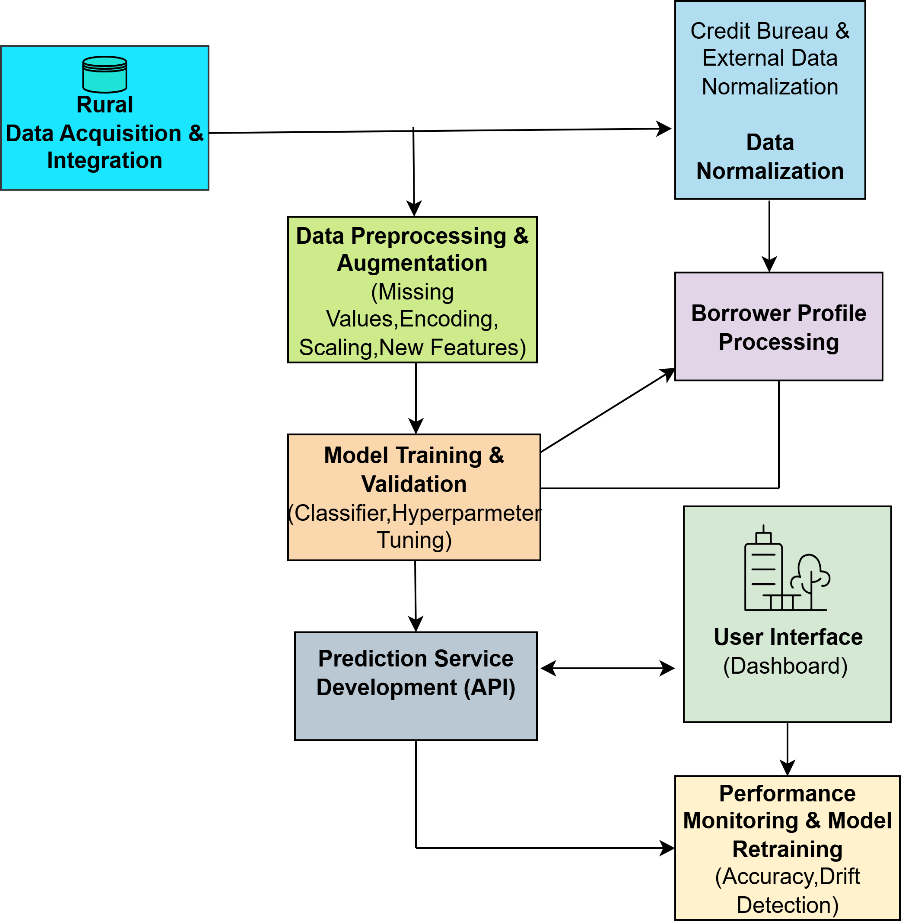 Rural
Data Acquisition &
Integration
Credit Bureau &
External Data
Normalization
Data
Normalization
Data Preprocessing &
Augmentation
(Missing
Values,Encoding,
Scaling,New Features)
Borrower Profile
Processing
Model Training &
Validation
(Classifier,Hyperparmeter
Tuning)
User Interface
(Dashboard)
Prediction Service
Development (API)
Performance
Monitoring & Model
Retraining
(Accuracy,Drift
Detection)